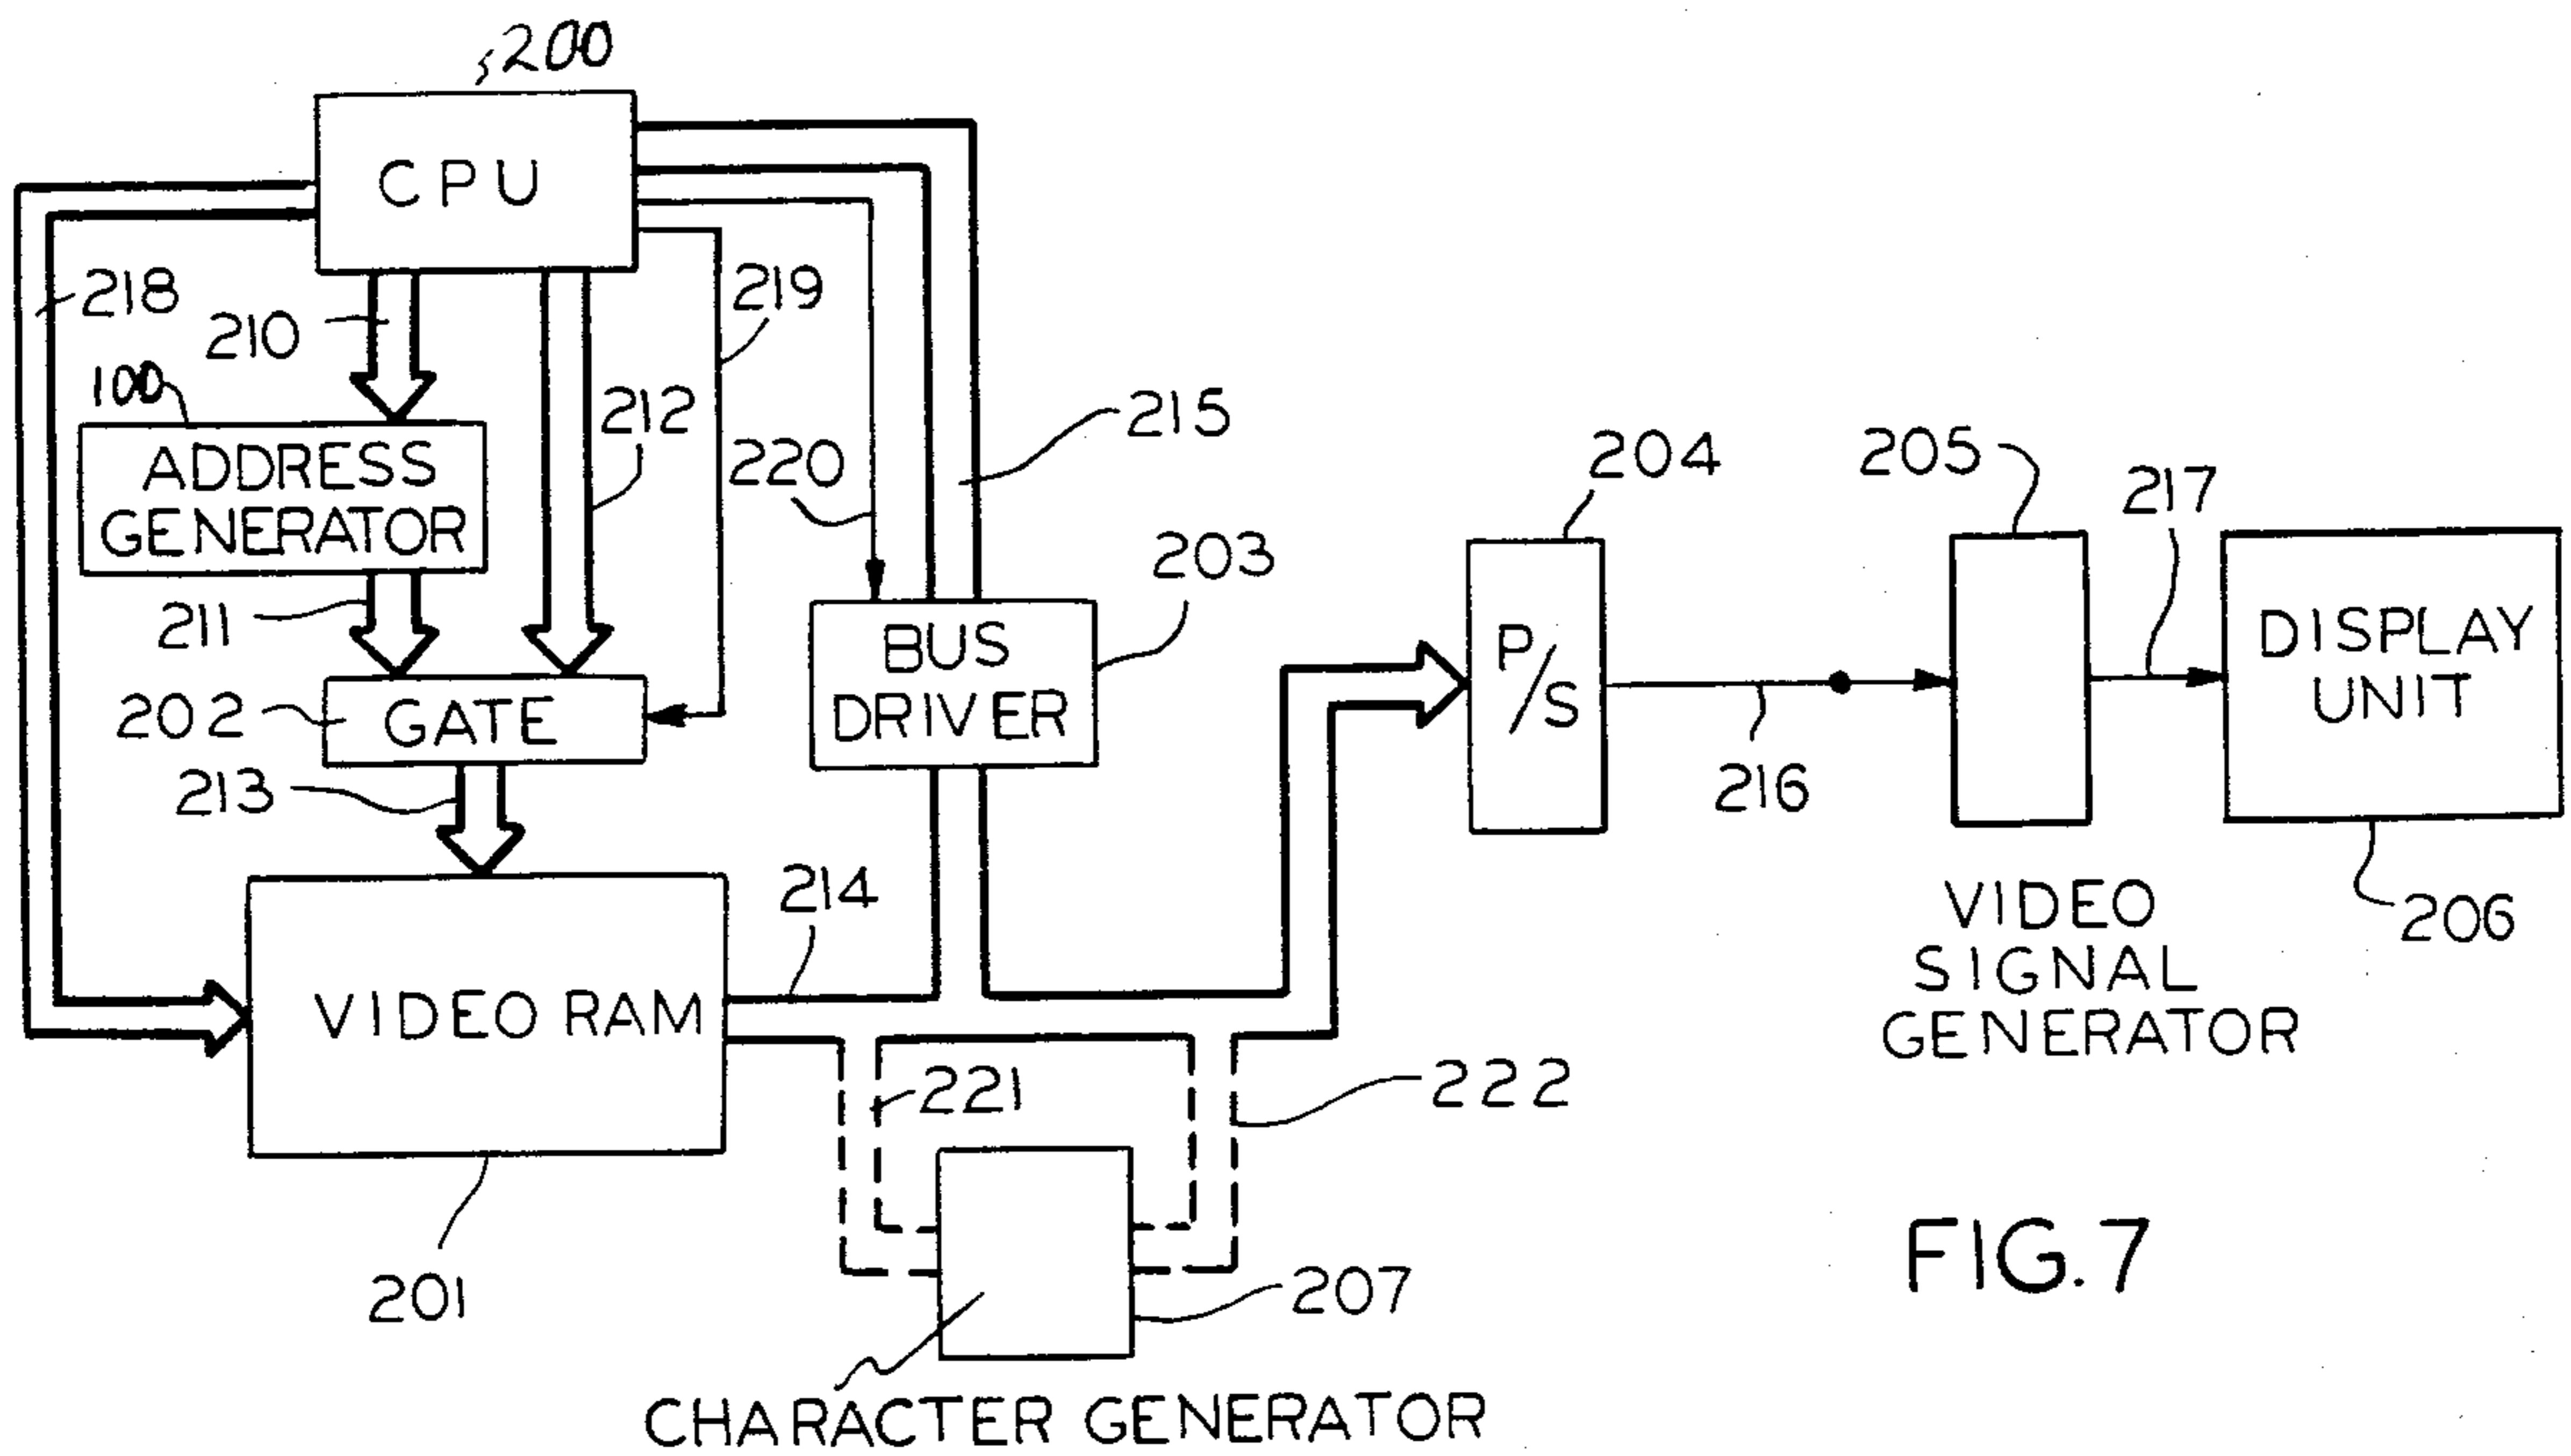 200
CPU
218
210
219
100
212
215
ADDRESS
GENERATOR
220
204
205
217
211
203
BUS
DRIVER
P/S
DISPLAY
UNIT
202
GATE
213
216
214
206
VIDEO
SIGNAL
GENERATOR
VIDEO RAM
221
222
201
207
FIG. 7
CHARACTER GENERATOR